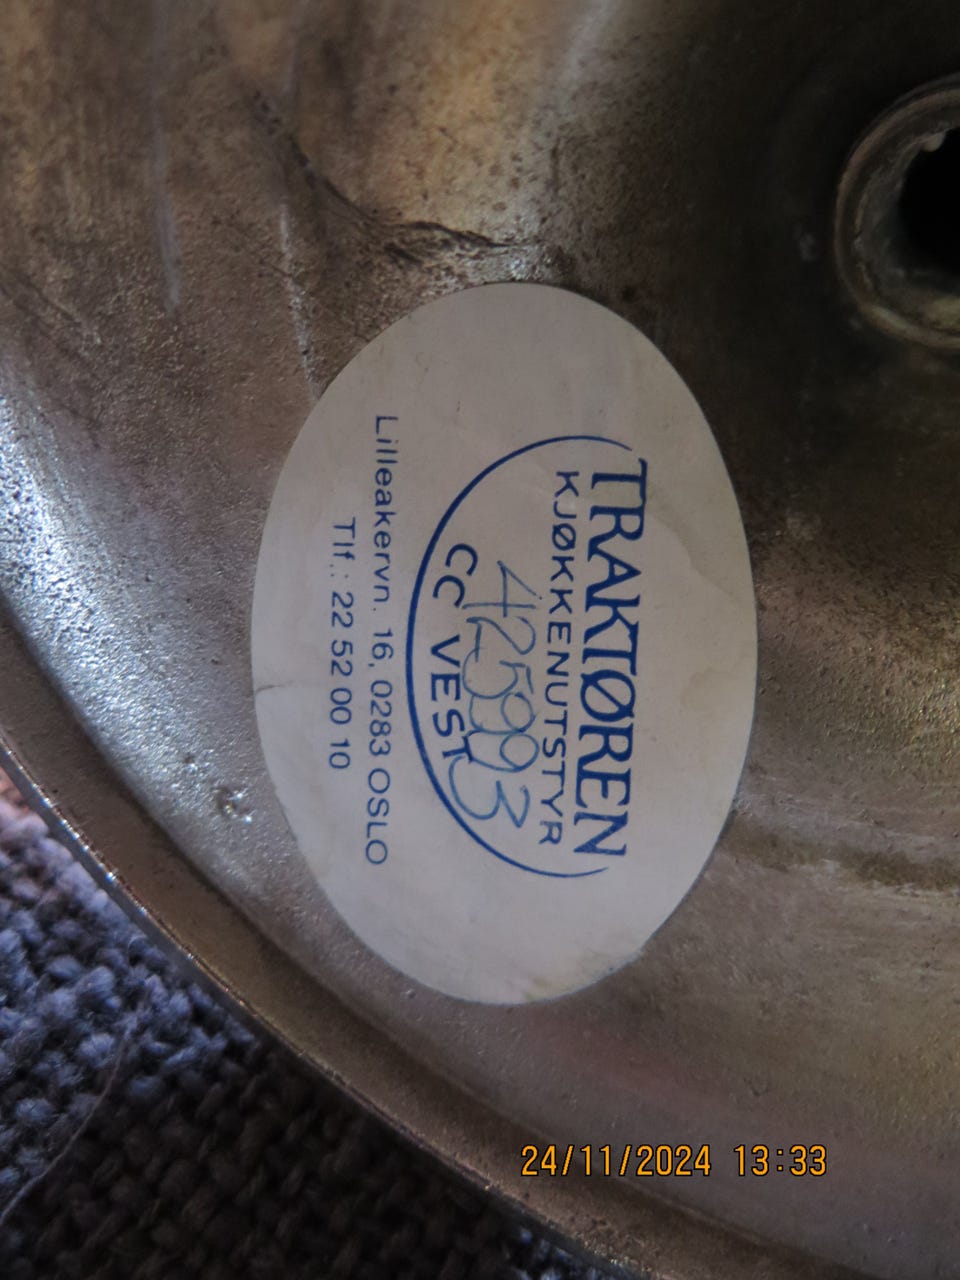 TRAKTØREN
KJØKKENUTSTYR
425993
CC VEST
Lilleakervn. 16, 0283 OSLO
Tlf.: 22 52 00 10
24/11/2024 13:33